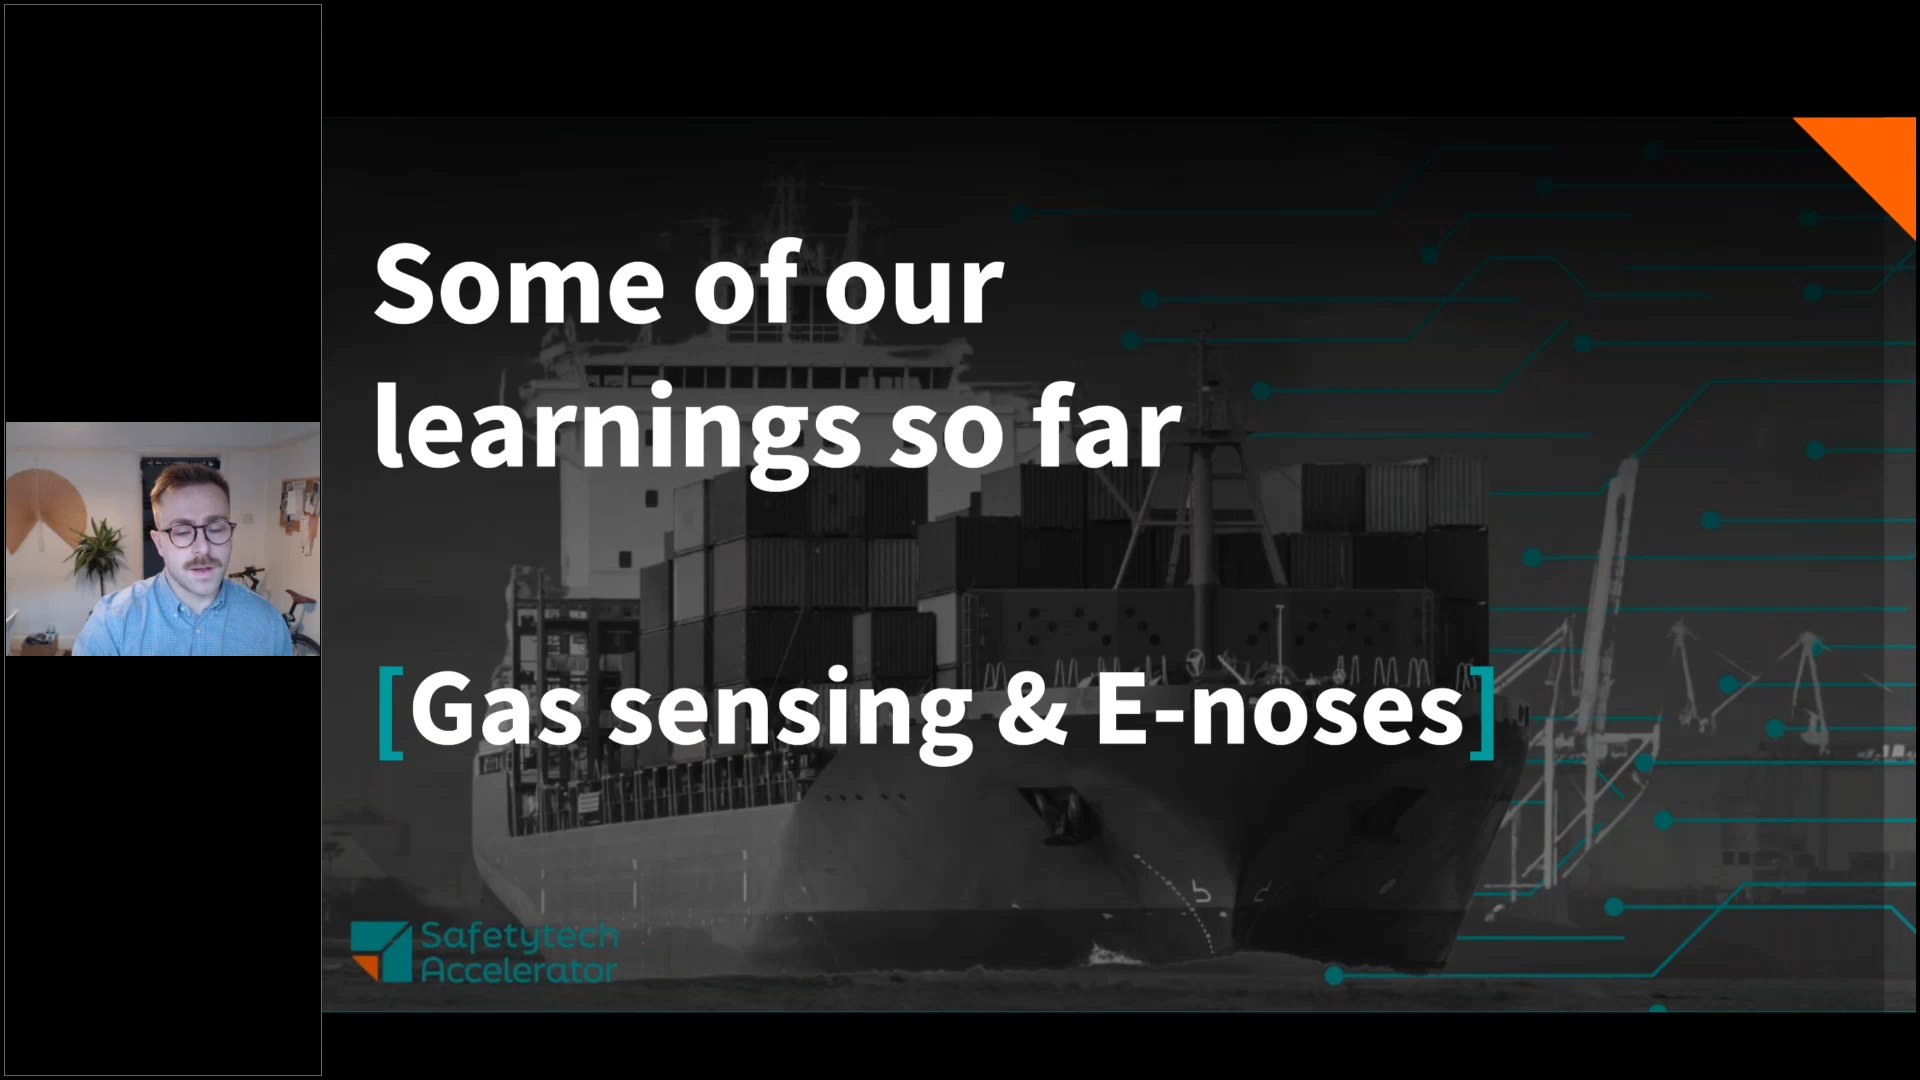 Some of our
learnings so far
[Gas sensing & E-noses]
Safetytech
Accelerator